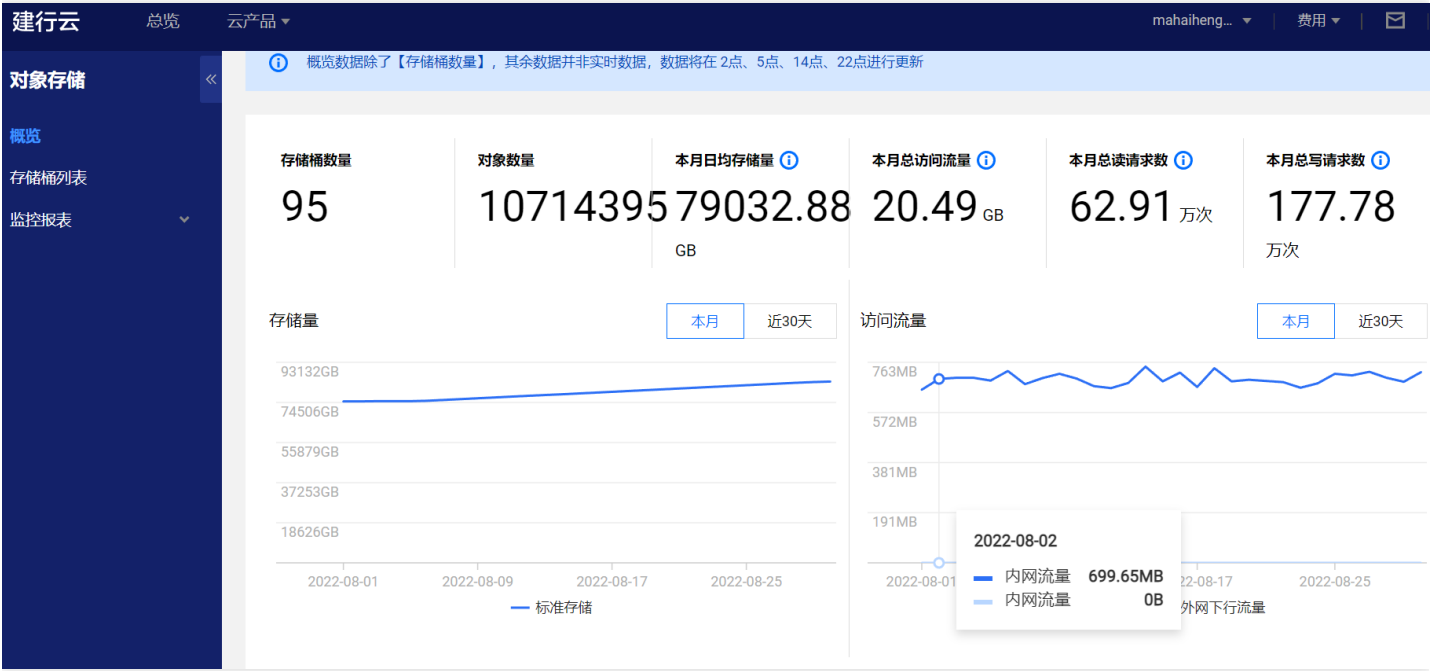 建行云 总览 云产品 mahaiheng... 费用
对象存储
概览
存储桶列表
监控报表
概览数据除了【存储桶数量】，其余数据并非实时数据，数据将在 2点、5点、14点、22点进行更新
存储桶数量 对象数量 本月日均存储量 本月总访问流量 本月总读请求数 本月总写请求数
95 10714395 79032.88 20.49 GB 62.91 万次 177.78
GB 万次
存储量 本月 近30天
93132GB
74506GB
55879GB
37253GB
18626GB
2022-08-01 2022-08-09 2022-08-17 2022-08-25
标准存储
访问流量 本月 近30天
763MB
572MB
381MB
191MB
2022-08-02
内网流量 699.65MB
内网流量 0B
2022-08-01 22-08-17 2022-08-25
外网下行流量